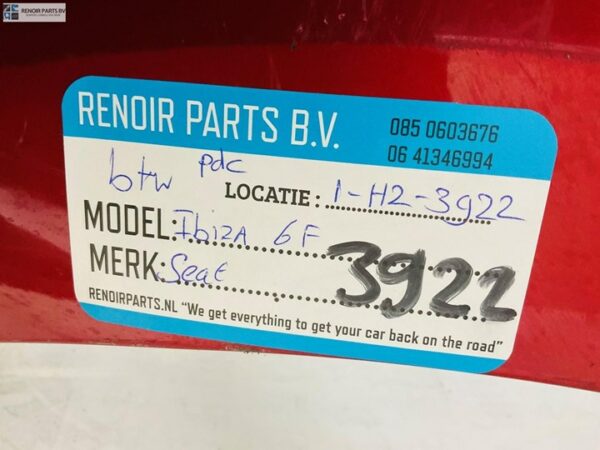 RENOIR PARTS BV
RENOIR PARTS B.V.
085 0603676
06 41346994
btw pdc
LOCATIE: 1-H2-3922
MODEL: Ibiza 6F
MERK: Seat
3922
RENOIRPARTS.NL "We get everything to get your car back on the road"